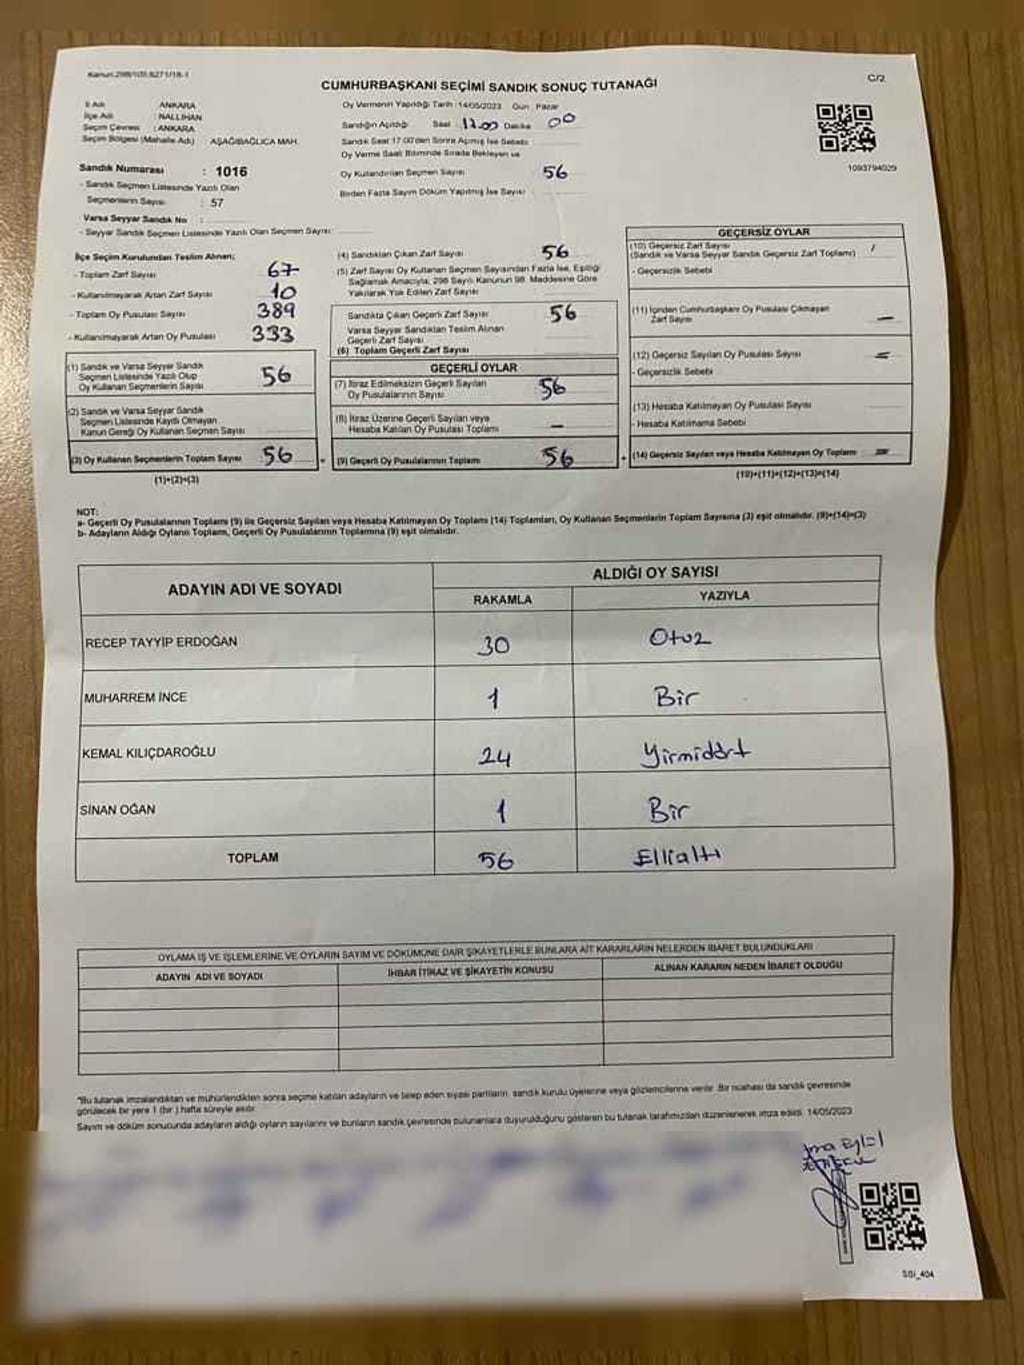 Kanun:298/105.6271/18-1
CUMHURBAŞKANI SEÇİMİ SANDIK SONUÇ TUTANAĞI
C/2
İl Adı : ANKARA
İlçe Adı : NALLIHAN
Seçim Çevresi : ANKARA
Seçim Bölgesi (Mahalle Adı) : AŞAĞIBAĞLICA MAH.
Sandık Numarası : 1016
- Sandık Seçmen Listesinde Yazılı Olan
Seçmenlerin Sayısı : 57
Varsa Seyyar Sandık No :
- Seyyar Sandık Seçmen Listesinde Yazılı Olan Seçmen Sayısı:
Oy Vermenin Yapıldığı Tarih :14/05/2023 Gün : Pazar
Sandığın Açıldığı Saat 17.00 Dakika 00
Sandık Saat 17:00'den Sonra Açılmış İse Sebebi
Oy Verme Saati Bitiminde Sırada Bekleyen ve
Oy Kullandırılan Seçmen Sayısı 56
Birden Fazla Sayım Döküm Yapılmış İse Sayısı
1093794029
İlçe Seçim Kurulundan Teslim Alınan;
- Toplam Zarf Sayısı 67
- Kullanılmayarak Artan Zarf Sayısı 10
- Toplam Oy Pusulası Sayısı 389
- Kullanılmayarak Artan Oy Pusulası 333
(1) Sandık ve Varsa Seyyar Sandık
Seçmen Listesinde Yazılı Olup
Oy Kullanan Seçmenlerin Sayısı 56
(2) Sandık ve Varsa Seyyar Sandık
Seçmen Listesinde Kaydı Olmayan
Kanun Gereği Oy Kullanan Seçmen Sayısı
(3) Oy Kullanan Seçmenlerin Toplam Sayısı 56
(1)+(2)=(3)
(4) Sandıktan Çıkan Zarf Sayısı 56
(5) Zarf Sayısı Oy Kullanan Seçmen Sayısından Fazla İse, Eşitliği
Sağlamak Amacıyla, 298 Sayılı Kanunun 98. Maddesine Göre
Yakılarak Yok Edilen Zarf Sayısı
Sandıkta Çıkan Geçerli Zarf Sayısı 56
Varsa Seyyar Sandıktan Teslim Alınan
Geçerli Zarf Sayısı
(6) Toplam Geçerli Zarf Sayısı
GEÇERLİ OYLAR
(7) İtiraz Edilmeksizin Geçerli Sayılan
Oy Pusulalarının Sayısı 56
(8) İtiraz Üzerine Geçerli Sayılan veya
Hesaba Katılan Oy Pusulası Toplamı —
(9) Geçerli Oy Pusulalarının Toplamı 56
GEÇERSİZ OYLAR
(10) Geçersiz Zarf Sayısı /
(Sandık ve Varsa Seyyar Sandık Geçersiz Zarf Toplamı)
- Geçersizlik Sebebi
(11) İçinden Cumhurbaşkanı Oy Pusulası Çıkmayan
Zarf Sayısı —
(12) Geçersiz Sayılan Oy Pusulası Sayısı
- Geçersizlik Sebebi
(13) Hesaba Katılmayan Oy Pusulası Sayısı
- Hesaba Katılmama Sebebi
(14) Geçersiz Sayılan veya Hesaba Katılmayan Oy Toplamı
(10)+(11)+(12)+(13)=(14)
NOT:
a- Geçerli Oy Pusulalarının Toplamı (9) ile Geçersiz Sayılan veya Hesaba Katılmayan Oy Toplamı (14) Toplamları, Oy Kullanan Seçmenlerin Toplam Sayısına (3) eşit olmalıdır. (9)+(14)=(3)
b- Adayların Aldığı Oyların Toplamı, Geçerli Oy Pusulalarının Toplamına (9) eşit olmalıdır.
ADAYIN ADI VE SOYADI
ALDIĞI OY SAYISI
RAKAMLA YAZIYLA
RECEP TAYYİP ERDOĞAN 30 Otuz
MUHARREM İNCE 1 Bir
KEMAL KILIÇDAROĞLU 24 Yirmidört
SİNAN OĞAN 1 Bir
TOPLAM 56 Ellialtı
OYLAMA İŞ VE İŞLEMLERİNE VE OYLARIN SAYIM VE DÖKÜMÜNE DAİR ŞİKAYETLERLE BUNLARA AİT KARARLARIN NELERDEN İBARET BULUNDUKLARI
ADAYIN ADI VE SOYADI İHBAR İTİRAZ VE ŞİKAYETİN KONUSU ALINAN KARARIN NEDEN İBARET OLDUĞU
"Bu tutanak imzalandıktan ve mühürlendikten sonra seçime katılan adayların ve talep eden siyasi partilerin, sandık kurulu üyelerine veya gözlemcilerine verilir. Bir nüshası da sandık çevresinde
görülecek bir yere 1 (bir ) hafta süreyle asılır.
Sayım ve döküm sonucunda adayların aldığı oyların sayılarını ve bunların sandık çevresinde bulunanlara duyurulduğunu gösteren bu tutanak tarafımızdan düzenlenerek imza edildi. 14/05/2023
SSİ_404